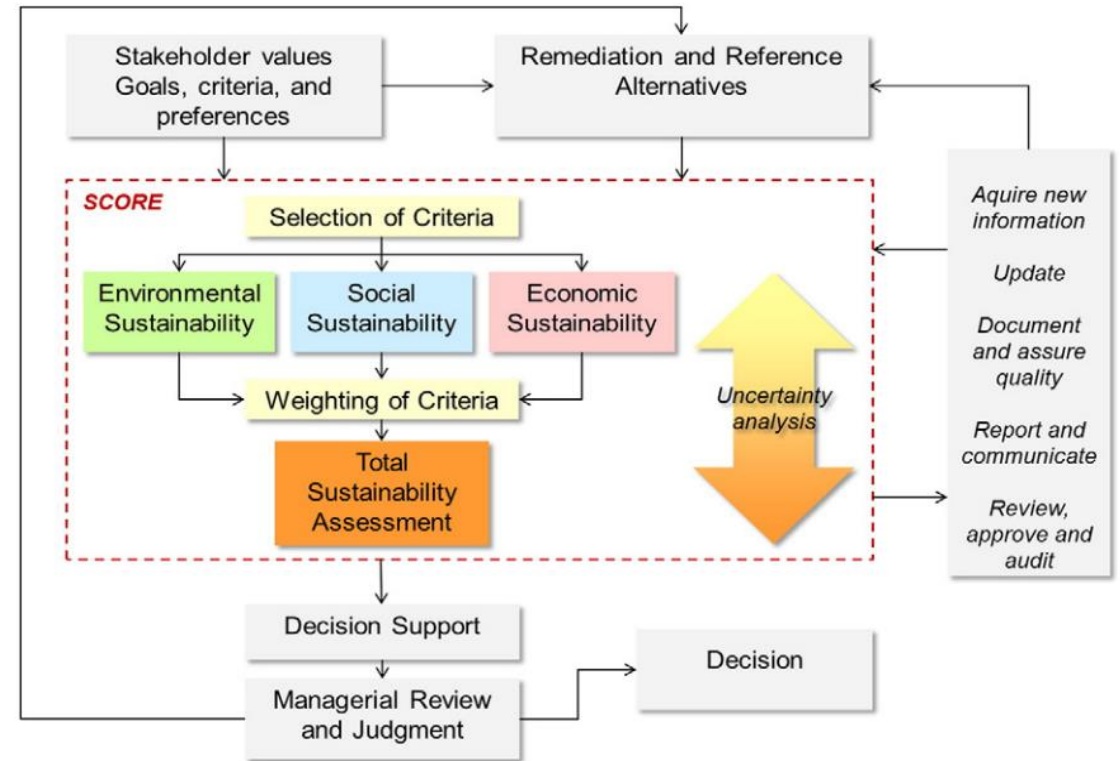 Stakeholder values
Goals, criteria, and
preferences
Remediation and Reference
Alternatives
SCORE
Selection of Criteria
Environmental
Sustainability
Social
Sustainability
Economic
Sustainability
Weighting of Criteria
Total
Sustainability
Assessment
Uncertainty
analysis
Aquire new
information
Update
Document
and assure
quality
Report and
communicate
Review,
approve and
audit
Decision Support
Managerial Review
and Judgment
Decision